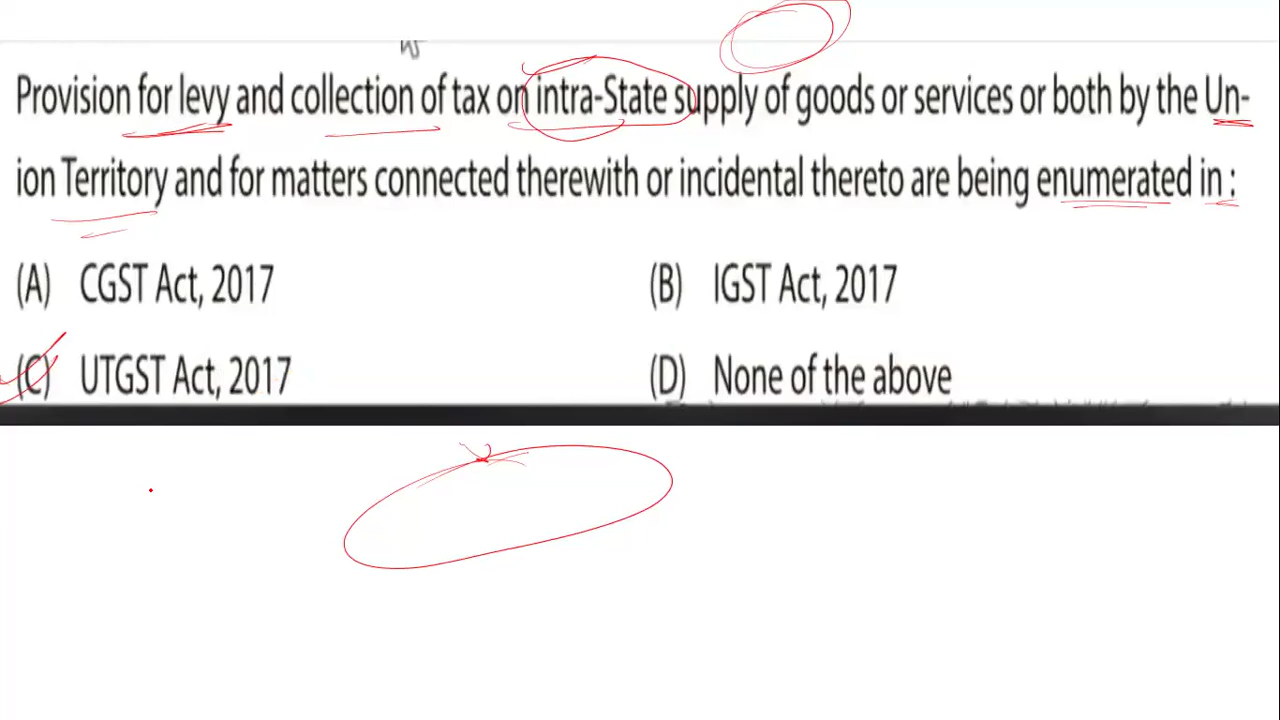 Provision for levy and collection of tax on intra-State supply of goods or services or both by the Un-
ion Territory and for matters connected therewith or incidental thereto are being enumerated in :
(A) CGST Act, 2017 (B) IGST Act, 2017
(C) UTGST Act, 2017 (D) None of the above